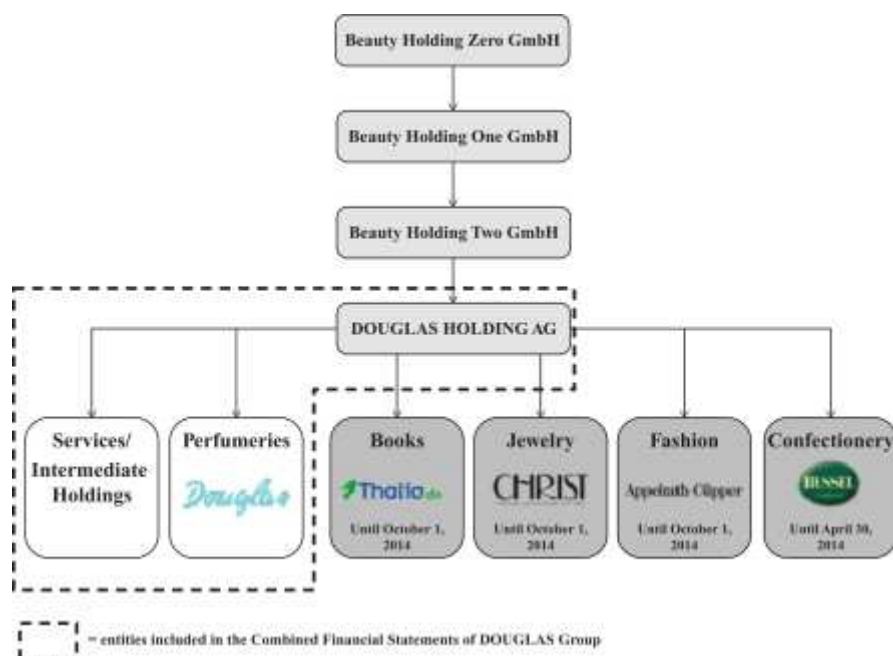 Beauty Holding Zero GmbH
Beauty Holding One GmbH
Beauty Holding Two GmbH
DOUGLAS HOLDING AG
Services/
Intermediate
Holdings
Perfumeries
Douglas
Books
Thalia.de
Until October 1,
2014
Jewelry
CHRIST
Until October 1,
2014
Fashion
Appelrath Cüpper
Until October 1,
2014
Confectionery
HUSSEL
Until April 30,
2014
= entities included in the Combined Financial Statements of DOUGLAS Group